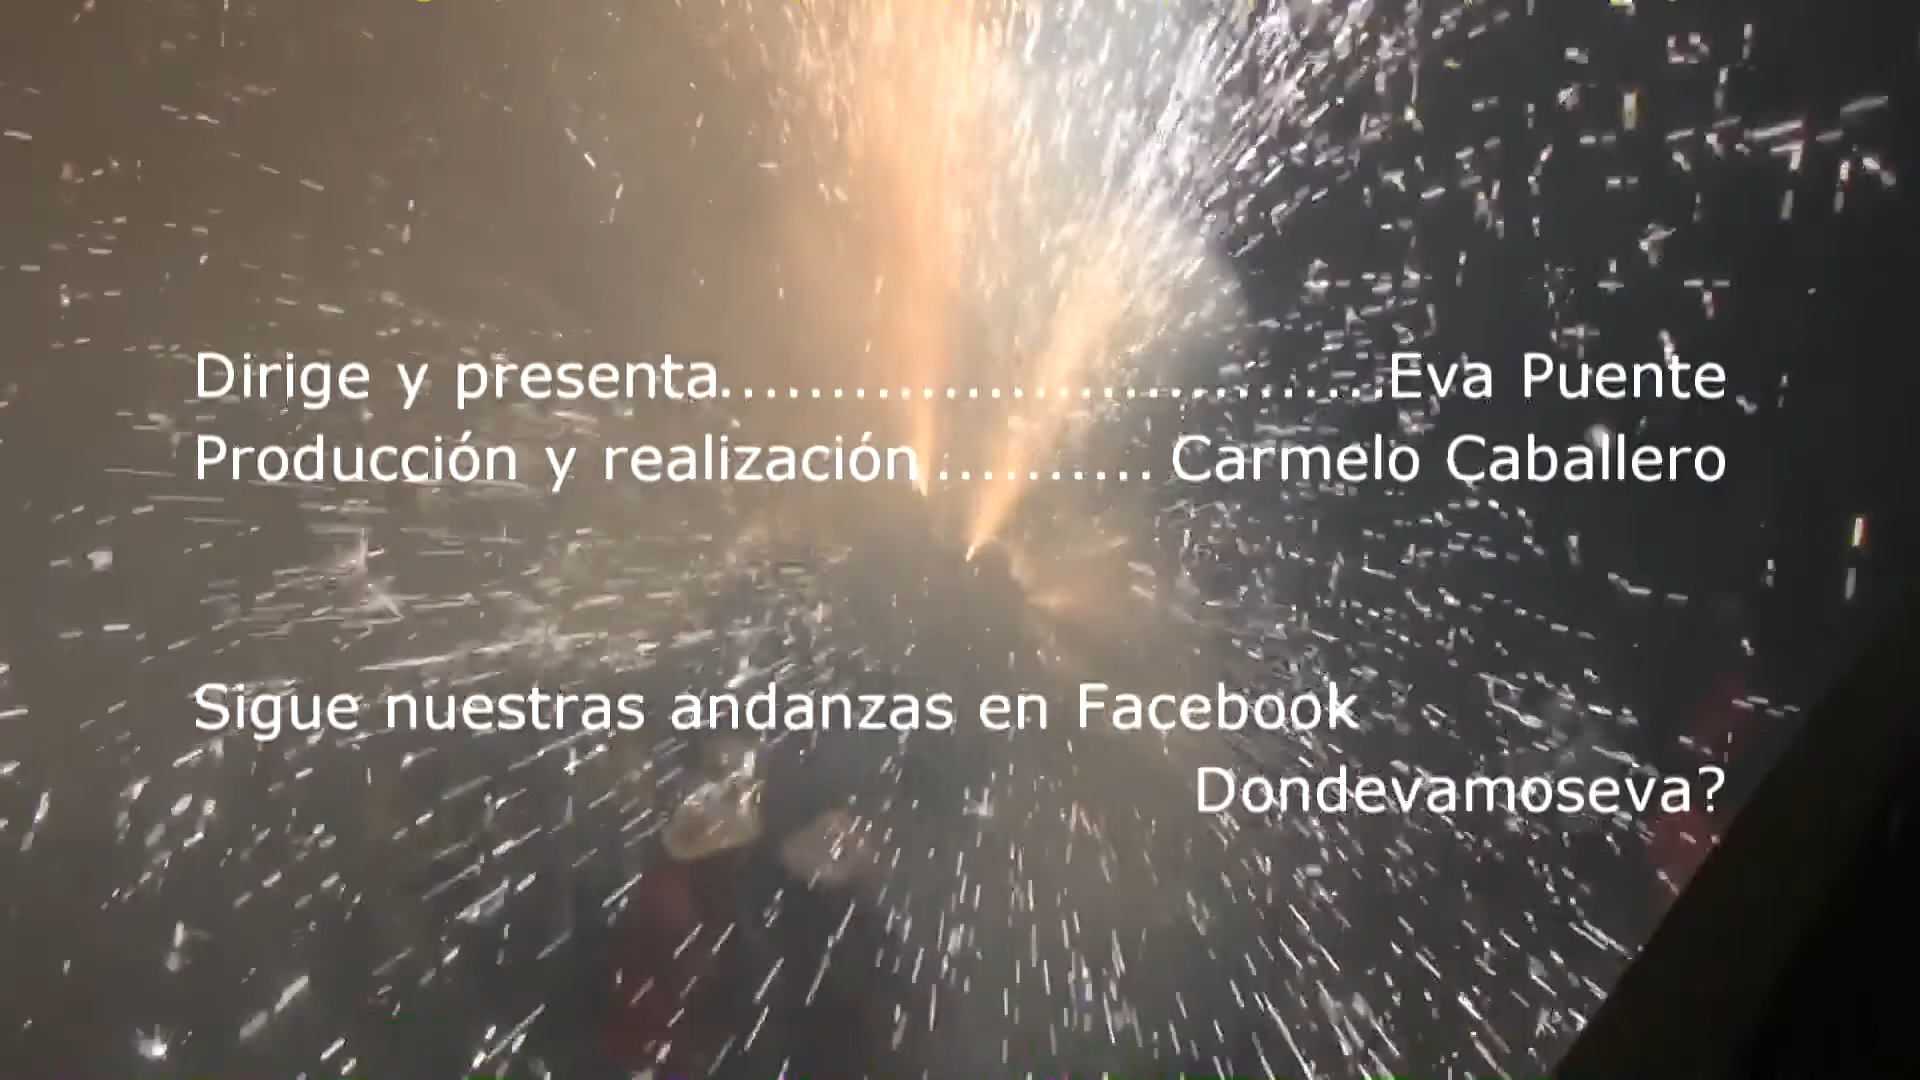 Dirige y presenta..............................Eva Puente
Producción y realización.......... Carmelo Caballero
Sigue nuestras andanzas en Facebook
Dondevamoseva?